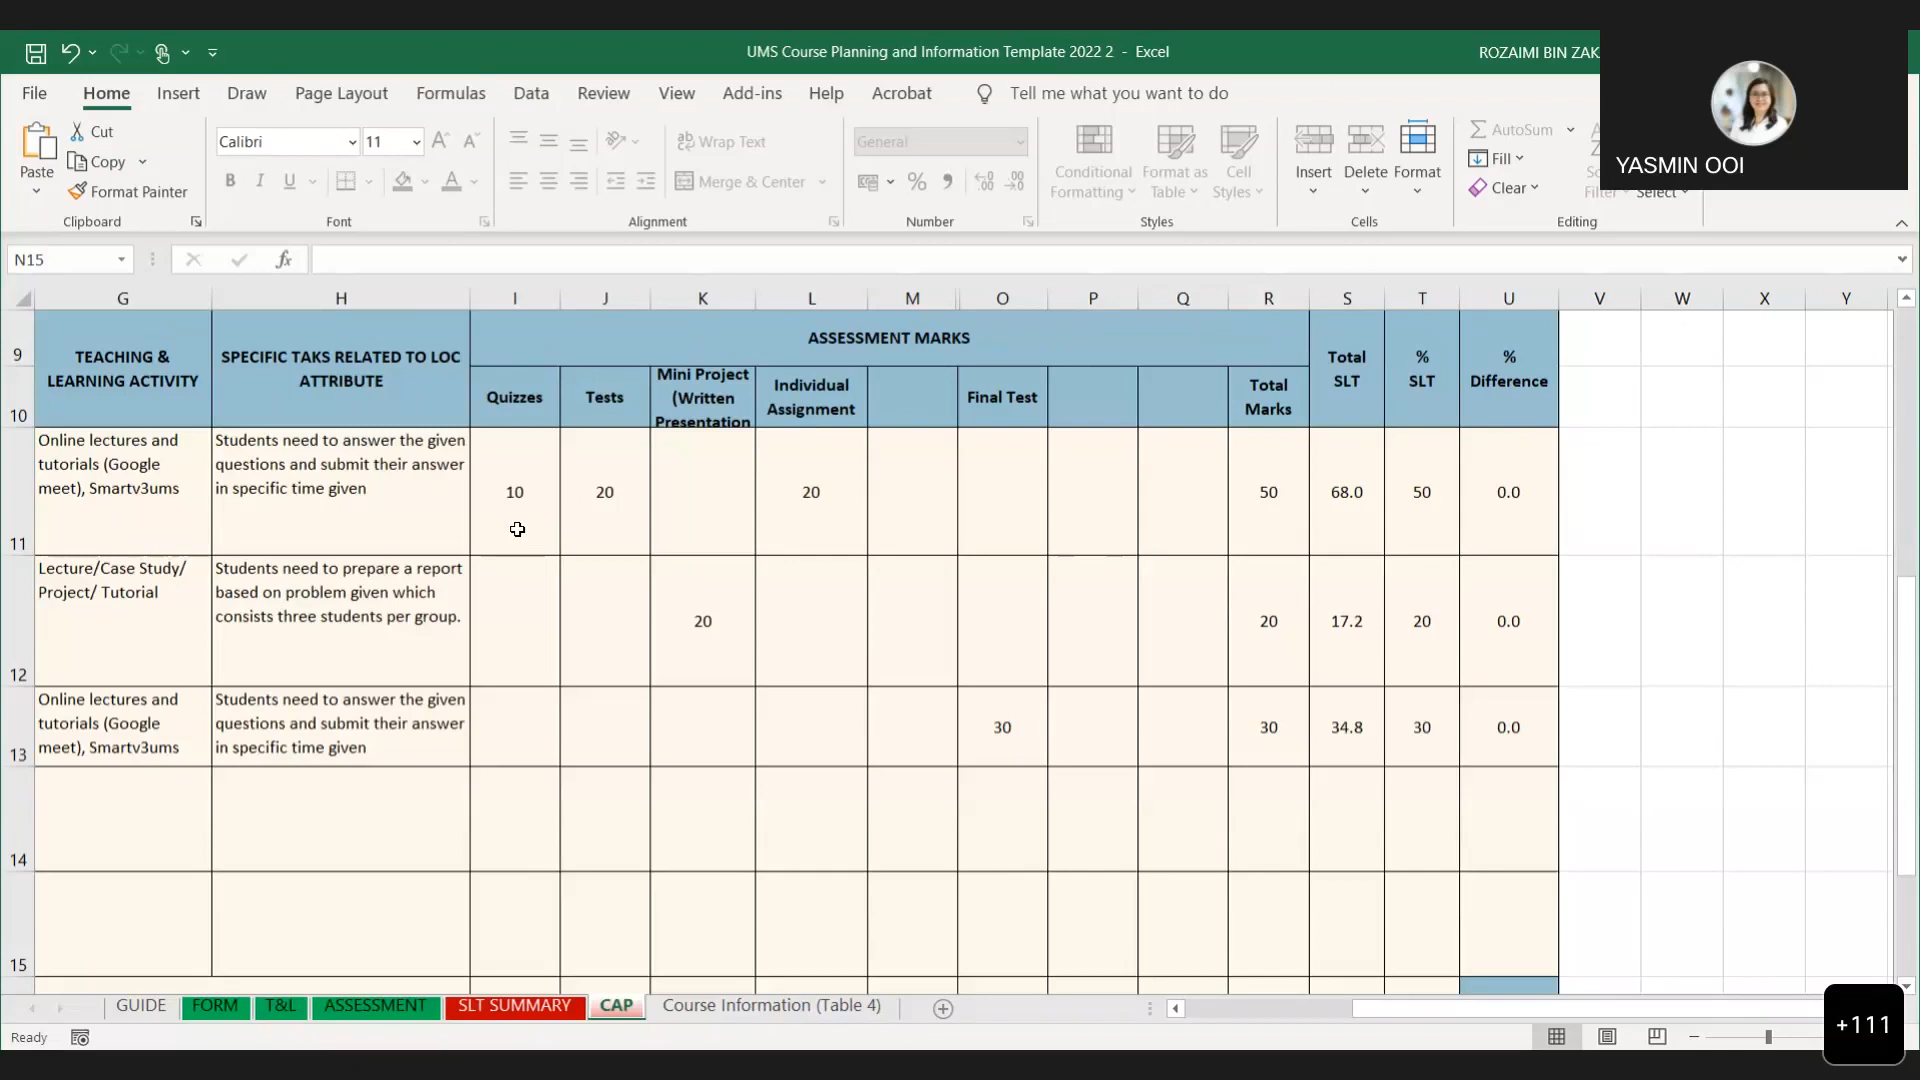 UMS Course Planning and Information Template 2022 2 - Excel
ROZAIMI BIN ZAK
File Home Insert Draw Page Layout Formulas Data Review View Add-ins Help Acrobat Tell me what you want to do
YASMIN OOI
Paste
Cut
Copy
Format Painter
Clipboard
Calibri 11
B I U
Font
Wrap Text
Merge & Center
Alignment
General
Number
Conditional Formatting
Format as Table
Cell Styles
Styles
Insert
Delete
Format
Cells
AutoSum
Fill
Clear
Filter
Select
Editing
N15
fx
G H I J K L M O P Q R S T U V W X Y
9
TEACHING & LEARNING ACTIVITY
SPECIFIC TAKS RELATED TO LOC ATTRIBUTE
ASSESSMENT MARKS
Total SLT
% SLT
% Difference
10
Quizzes
Tests
Mini Project (Written Presentation
Individual Assignment
Final Test
Total Marks
Online lectures and
tutorials (Google
meet), Smartv3ums
Students need to answer the given
questions and submit their answer
in specific time given
10 20 20 50 68.0 50 0.0
11
Lecture/Case Study/
Project/ Tutorial
Students need to prepare a report
based on problem given which
consists three students per group.
20 20 17.2 20 0.0
12
Online lectures and
tutorials (Google
meet), Smartv3ums
Students need to answer the given
questions and submit their answer
in specific time given
30 30 34.8 30 0.0
13
14
15
GUIDE FORM T&L ASSESSMENT SLT SUMMARY CAP Course Information (Table 4)
Ready
+111